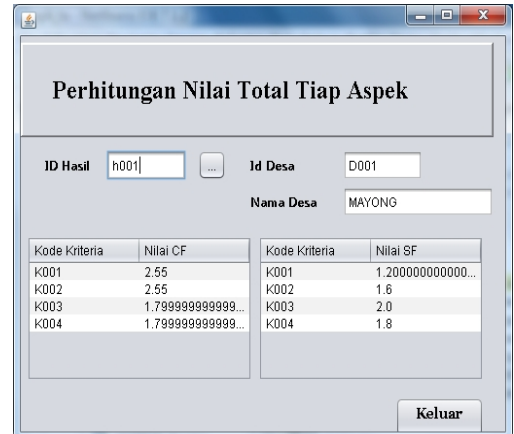 Perhitungan Nilai Total Tiap Aspek
ID Hasil h001 ... Id Desa D001
Nama Desa MAYONG
Kode Kriteria Nilai CF
K001 2.55
K002 2.55
K003 1.799999999999...
K004 1.799999999999...
Kode Kriteria Nilai SF
K001 1.200000000000...
K002 1.6
K003 2.0
K004 1.8
Keluar